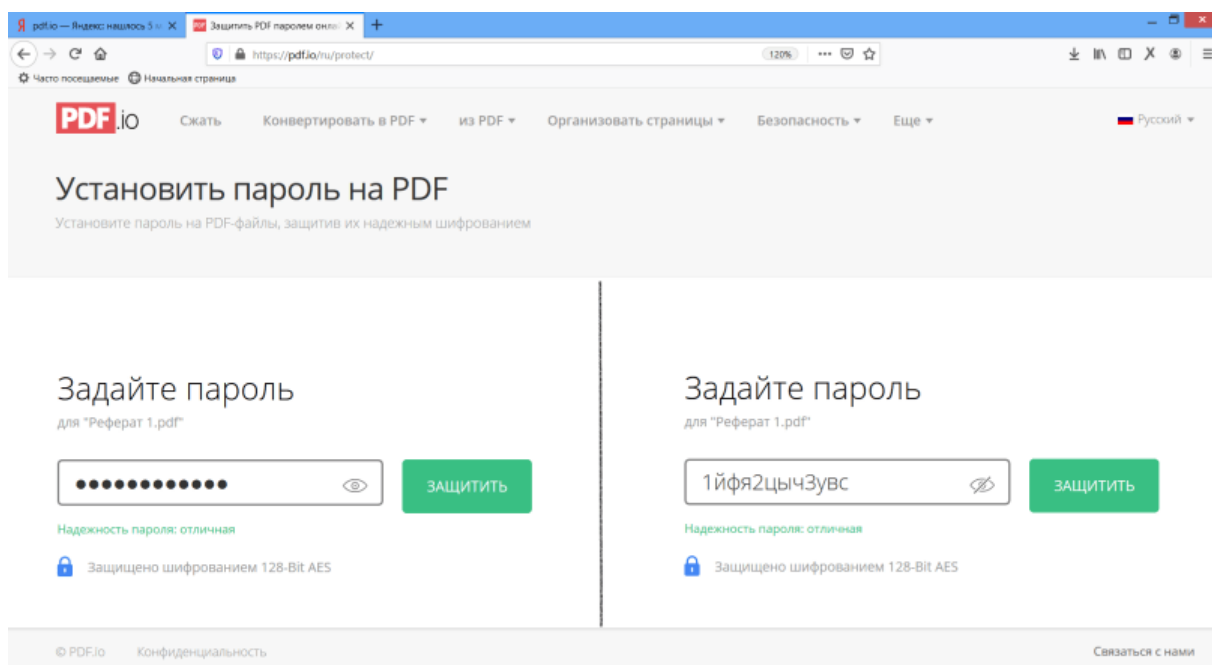 pdf.io — Яндекс: нашлось 5 м
Защитить PDF паролем онла
https://pdf.io/ru/protect/
120%
Часто посещаемые Начальная страница
PDF.io Сжать Конвертировать в PDF из PDF Организовать страницы Безопасность Еще Русский
Установить пароль на PDF
Установите пароль на PDF-файлы, защитив их надежным шифрованием
Задайте пароль
для "Реферат 1.pdf"
●●●●●●●●●●●● ЗАЩИТИТЬ
Надежность пароля: отличная
Защищено шифрованием 128-Bit AES
Задайте пароль
для "Реферат 1.pdf"
1йфя2цыч3увс ЗАЩИТИТЬ
Надежность пароля: отличная
Защищено шифрованием 128-Bit AES
© PDF.io Конфиденциальность Связаться с нами